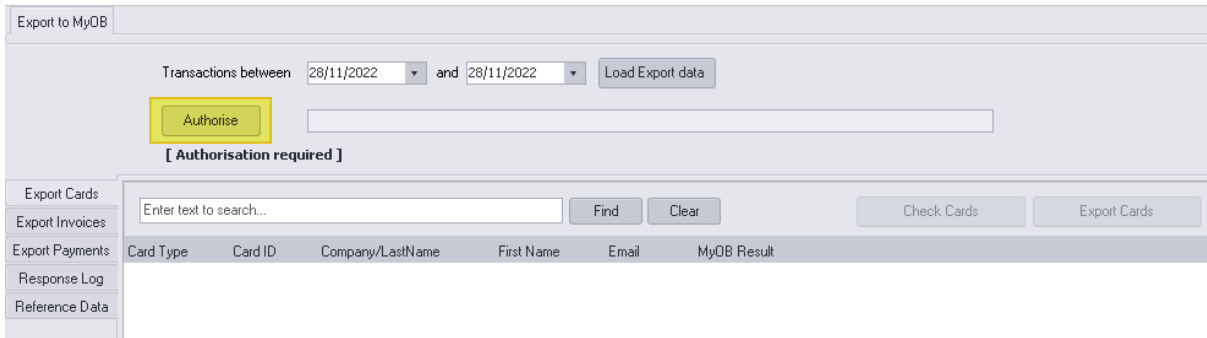 Export to MyOB
Transactions between 28/11/2022 and 28/11/2022 Load Export data
Authorise
[ Authorisation required ]
Export Cards
Export Invoices
Export Payments
Response Log
Reference Data
Enter text to search... Find Clear Check Cards Export Cards
Card Type Card ID Company/LastName First Name Email MyOB Result